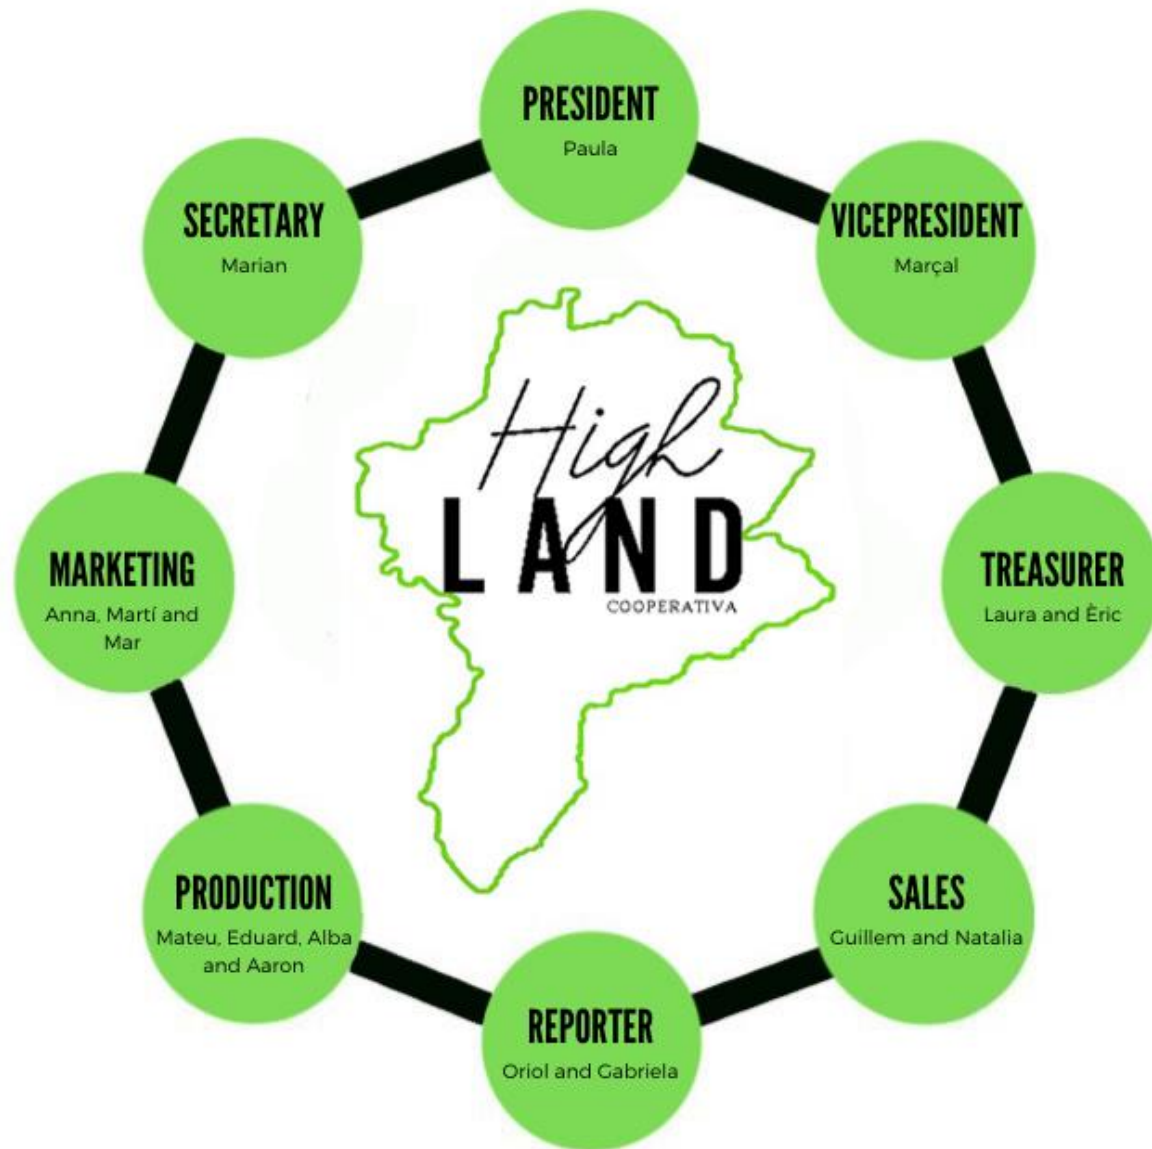 PRESIDENT
Paula
VICEPRESIDENT
Marçal
TREASURER
Laura and Èric
SALES
Guillem and Natalia
REPORTER
Oriol and Gabriela
PRODUCTION
Mateu, Eduard, Alba
and Aaron
MARKETING
Anna, Martí and
Mar
SECRETARY
Marian
High
LAND
COOPERATIVA